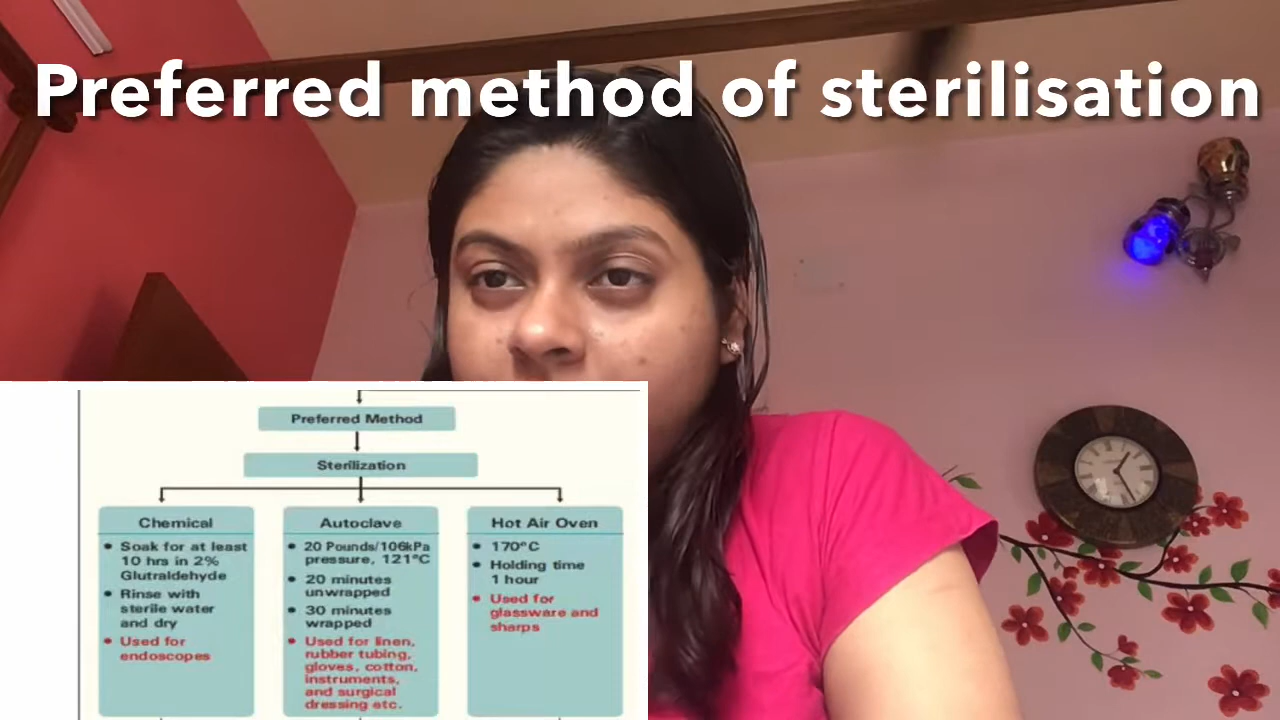 Preferred method of sterilisation
Preferred Method
Sterilization
Chemical
• Soak for at least
10 hrs in 2%
Glutraldehyde
• Rinse with
sterile water
and dry
• Used for
endoscopes
Autoclave
• 20 Pounds/106kPa
pressure, 121°C
• 20 minutes
unwrapped
• 30 minutes
wrapped
• Used for linen,
rubber tubing,
gloves, cotton,
instruments,
and surgical
dressing etc.
Hot Air Oven
• 170°C
• Holding time
1 hour
• Used for
glassware and
sharps